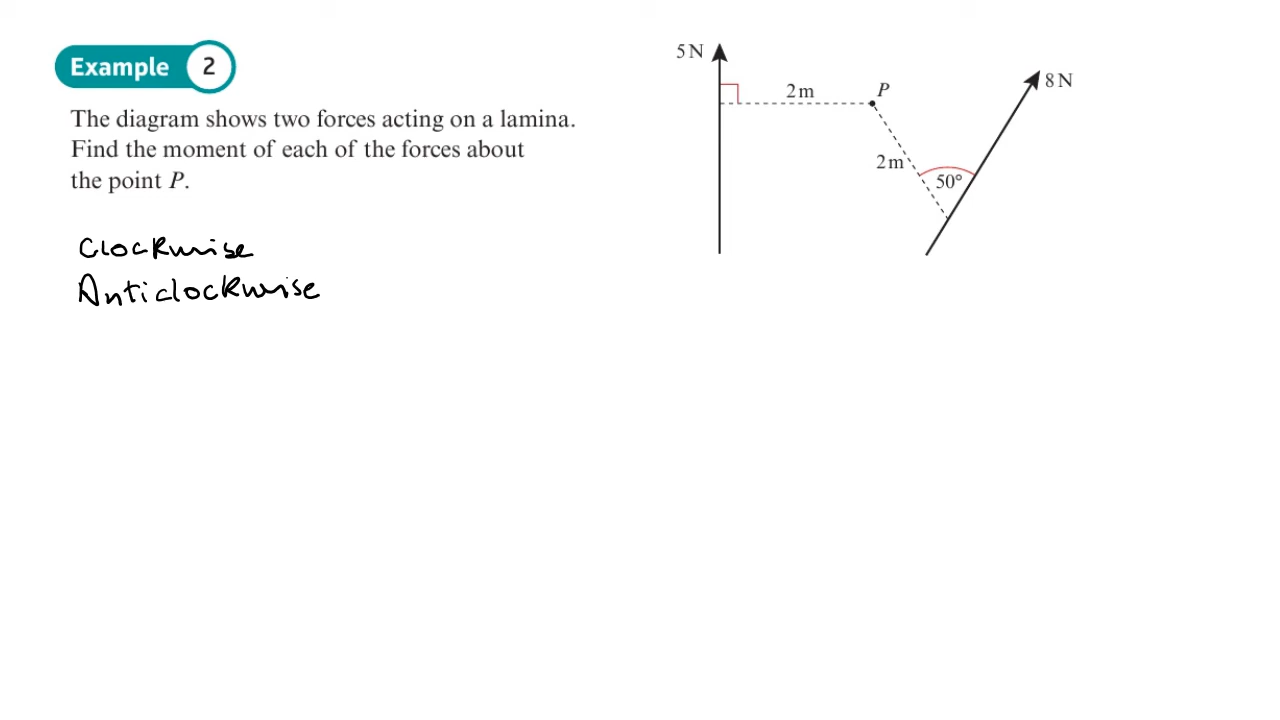 Example 2
The diagram shows two forces acting on a lamina.
Find the moment of each of the forces about
the point P.
Clockwise
Anticlockwise
5 N
2 m
P
8 N
2 m
50°